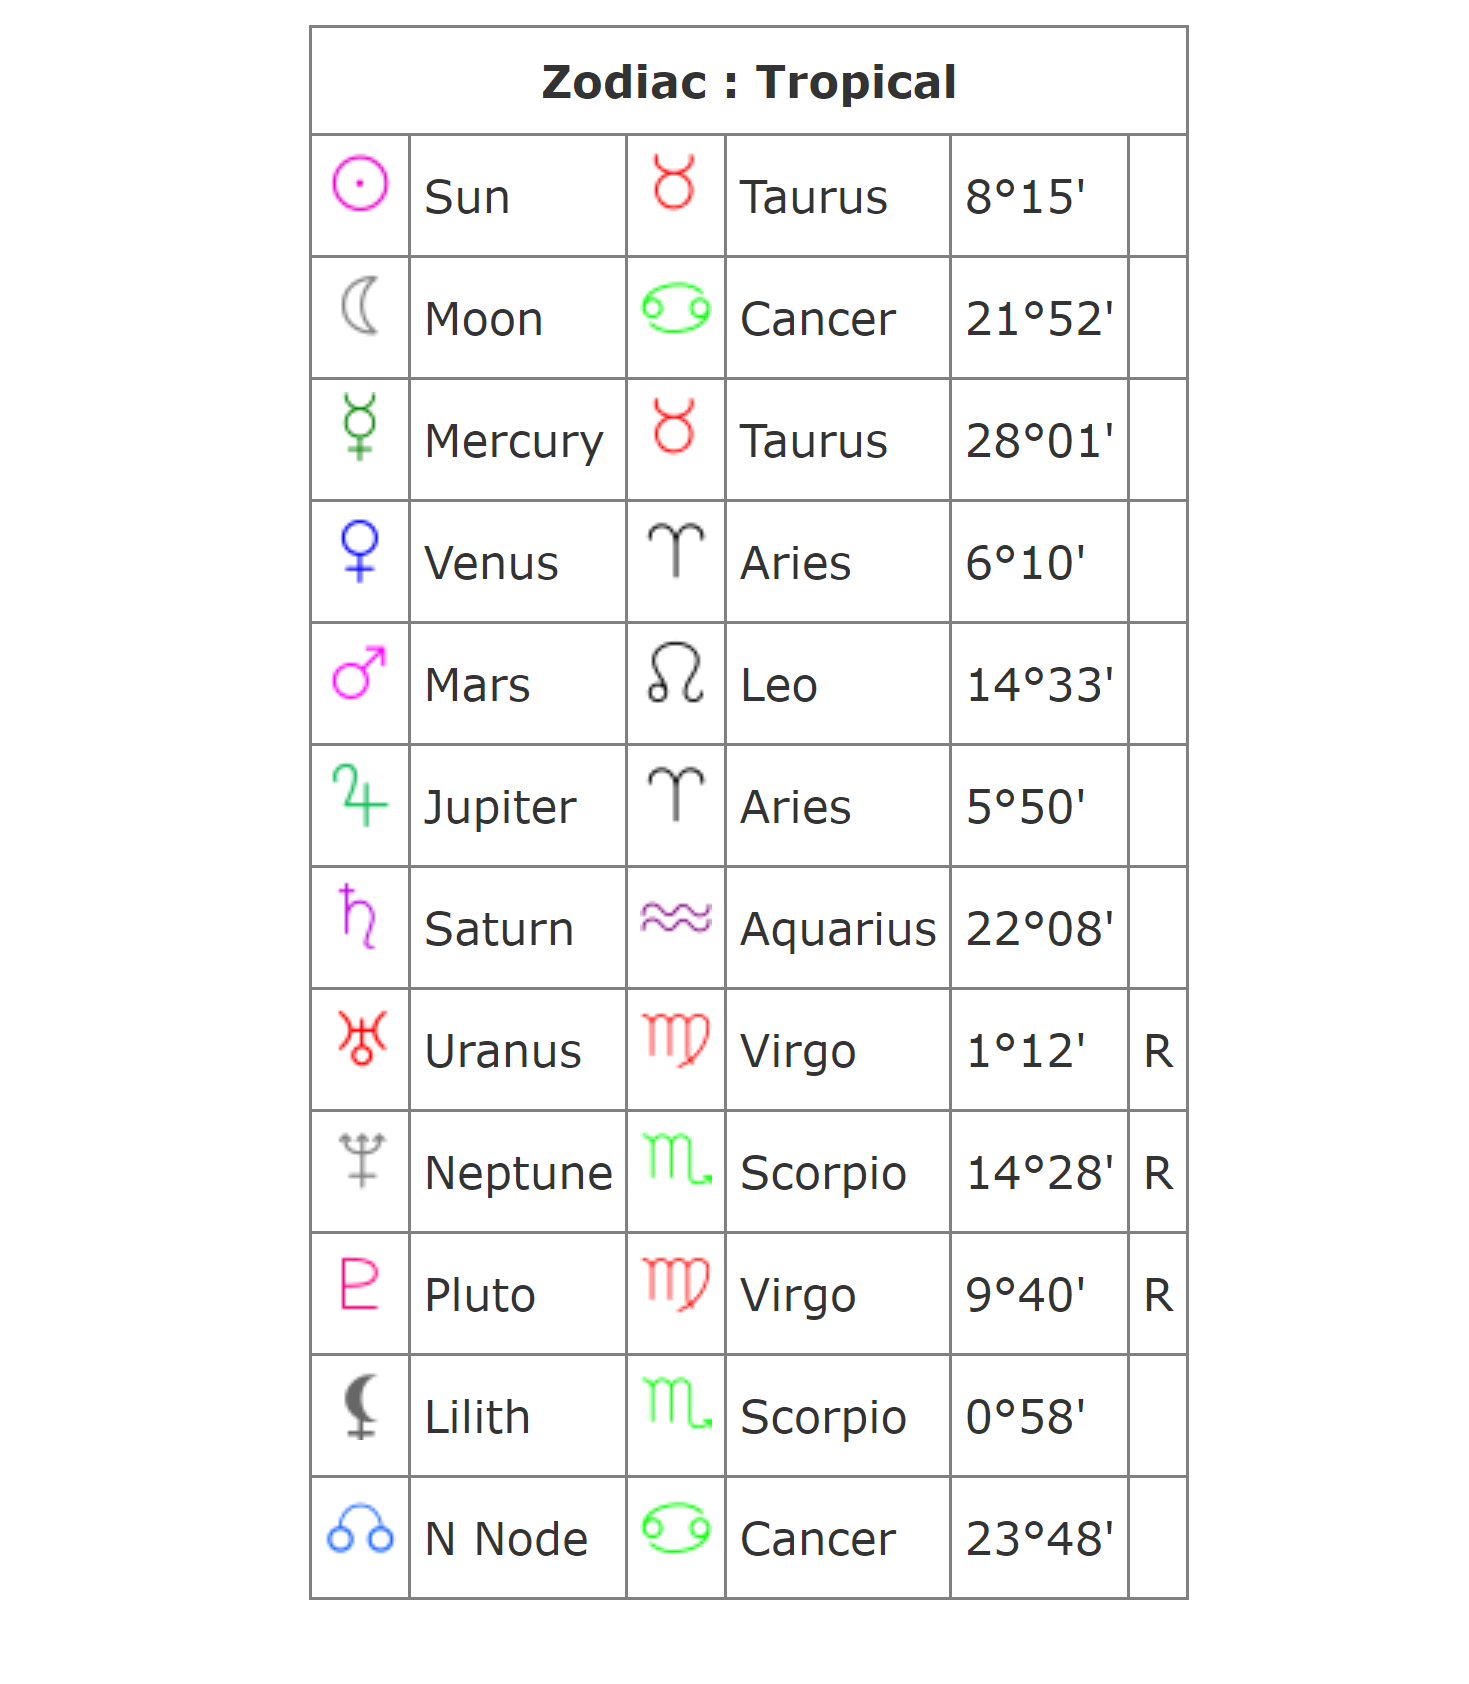 Zodiac : Tropical
Sun Taurus 8°15'
Moon Cancer 21°52'
Mercury Taurus 28°01'
Venus Aries 6°10'
Mars Leo 14°33'
Jupiter Aries 5°50'
Saturn Aquarius 22°08'
Uranus Virgo 1°12' R
Neptune Scorpio 14°28' R
Pluto Virgo 9°40' R
Lilith Scorpio 0°58'
N Node Cancer 23°48'